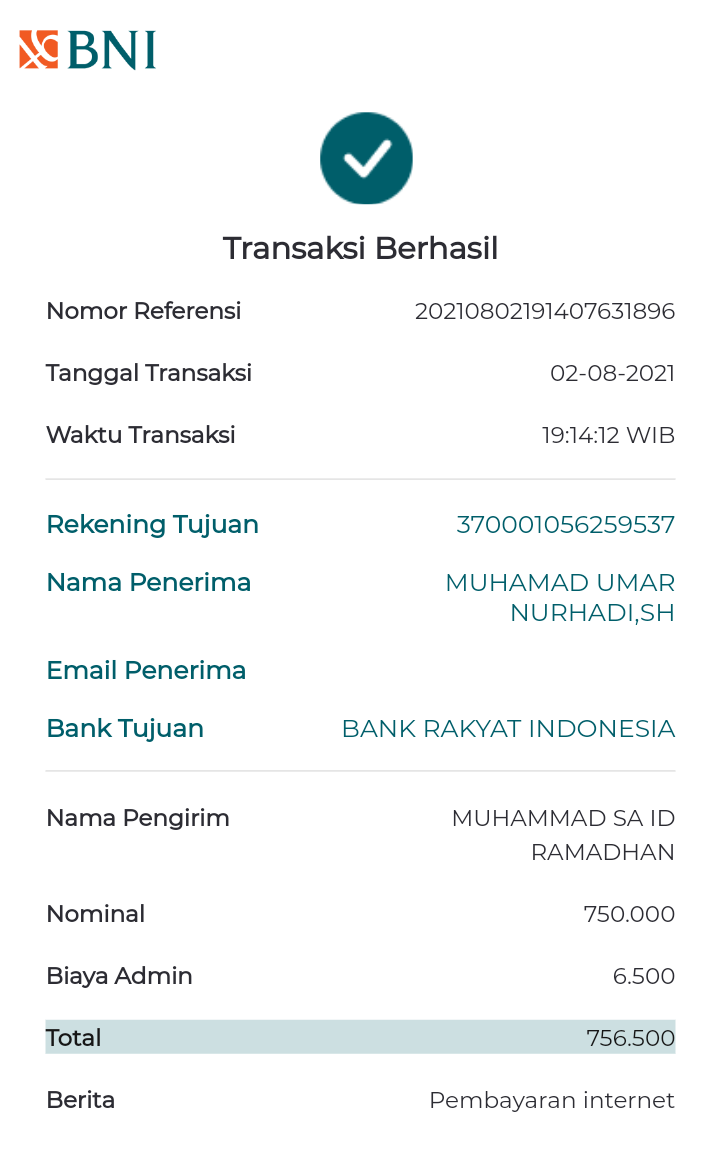 BNI
Transaksi Berhasil
Nomor Referensi 20210802191407631896
Tanggal Transaksi 02-08-2021
Waktu Transaksi 19:14:12 WIB
Rekening Tujuan 370001056259537
Nama Penerima MUHAMAD UMAR
NURHADI,SH
Email Penerima
Bank Tujuan BANK RAKYAT INDONESIA
Nama Pengirim MUHAMMAD SA ID
RAMADHAN
Nominal 750.000
Biaya Admin 6.500
Total 756.500
Berita Pembayaran internet